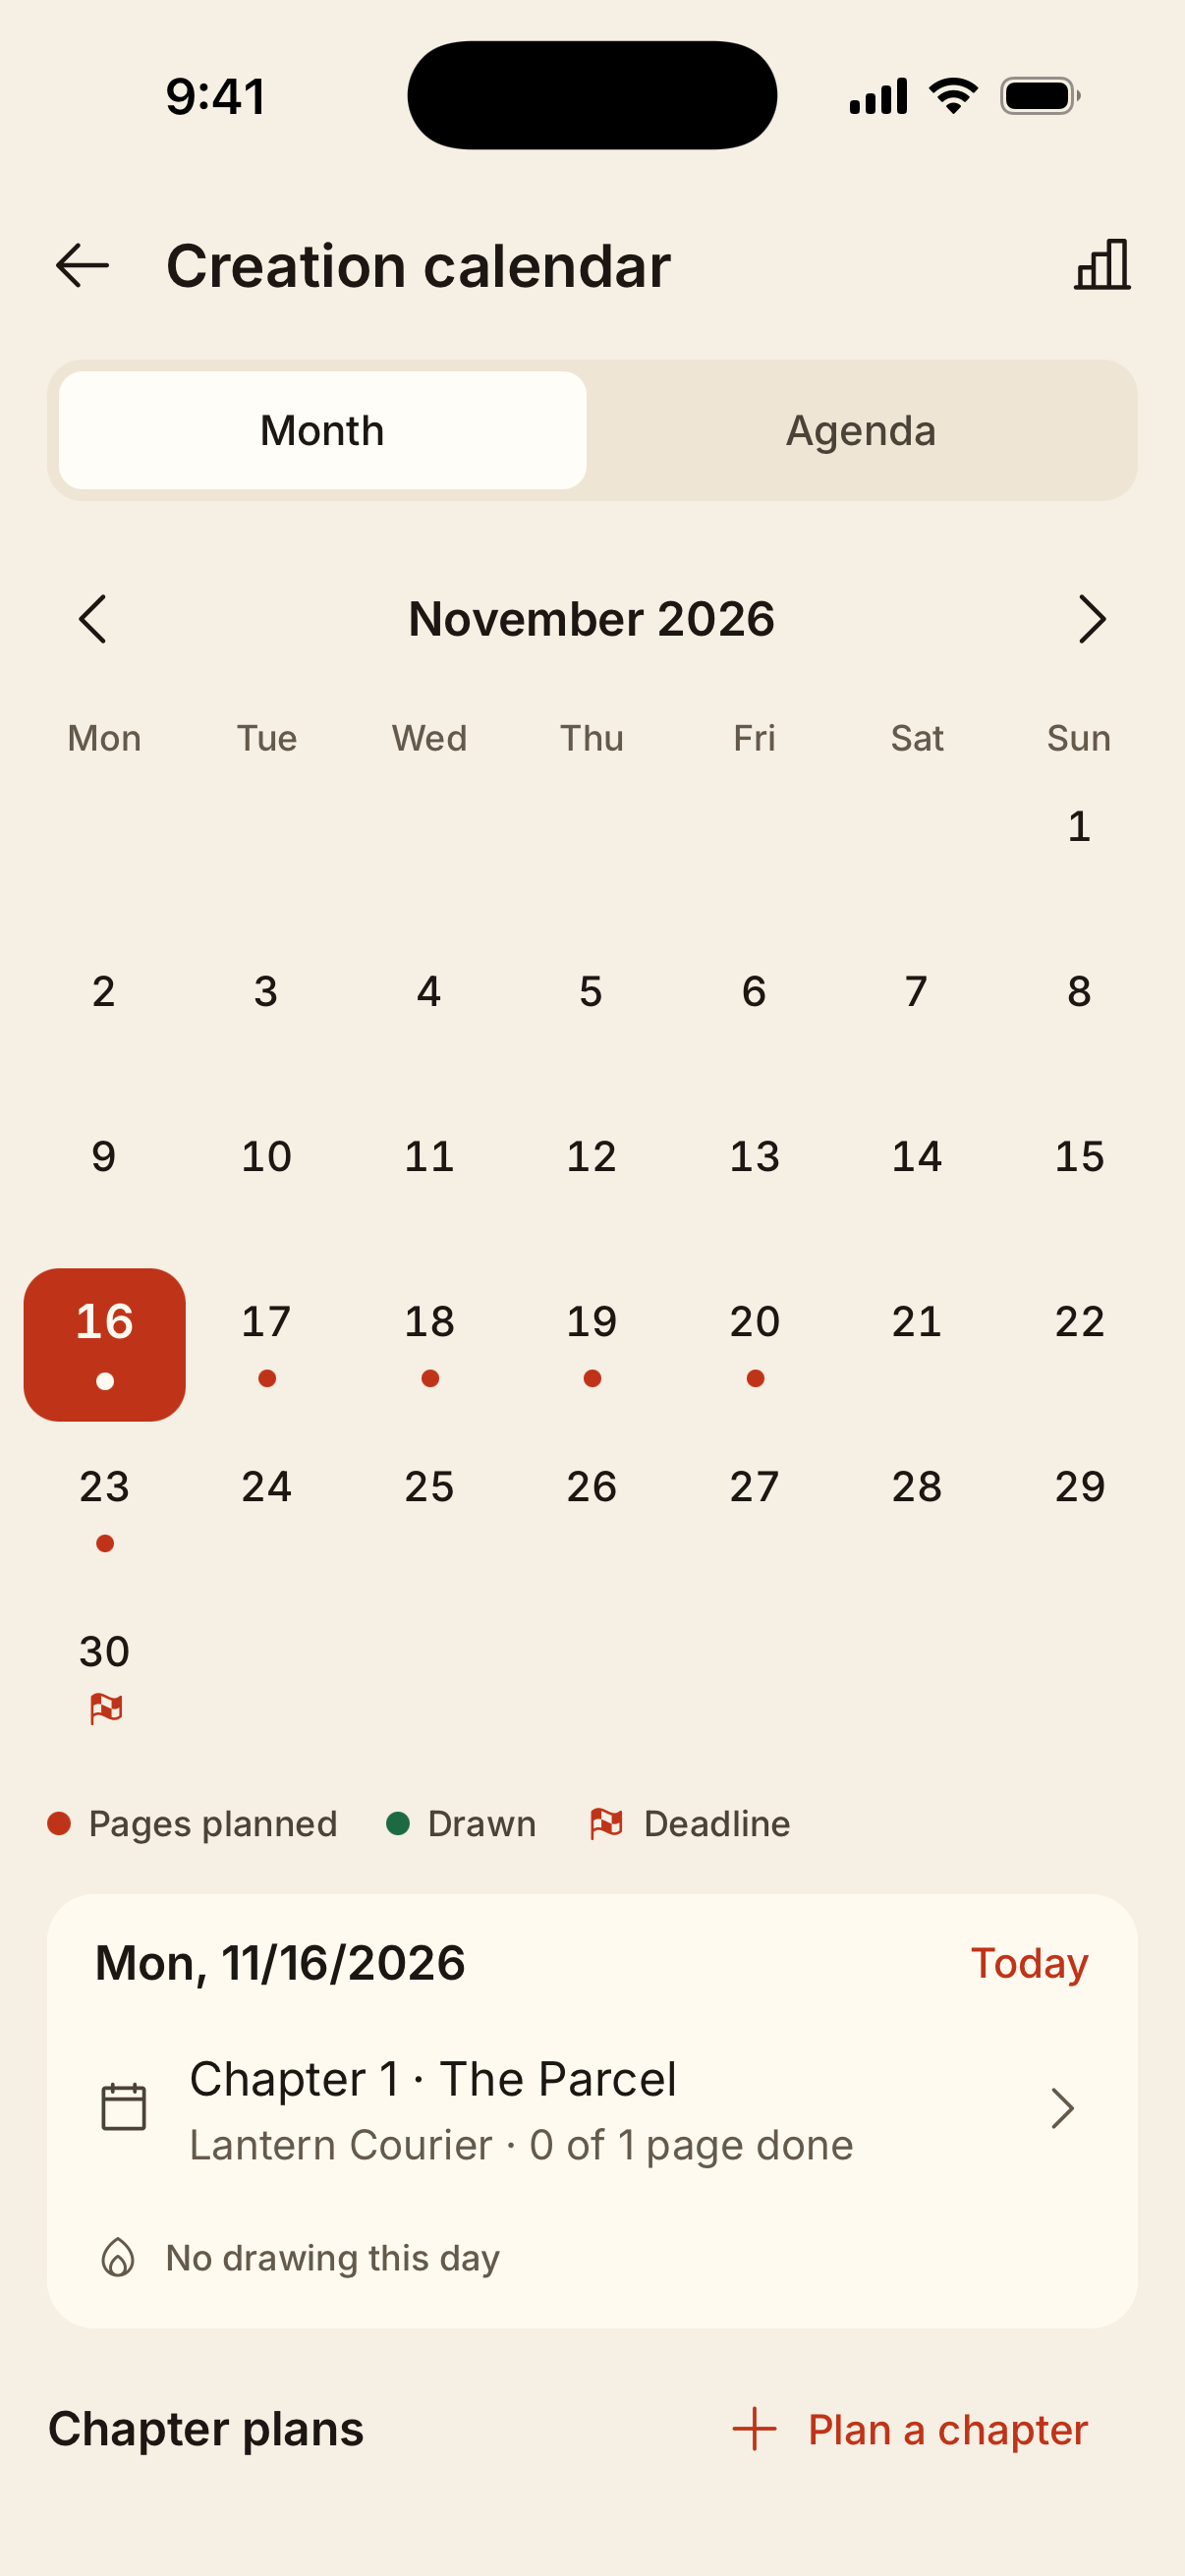 9:41
Creation calendar
Month Agenda
November 2026
Mon Tue Wed Thu Fri Sat Sun
1
2 3 4 5 6 7 8
9 10 11 12 13 14 15
16 17 18 19 20 21 22
23 24 25 26 27 28 29
30
Pages planned Drawn Deadline
Mon, 11/16/2026 Today
Chapter 1 · The Parcel
Lantern Courier · 0 of 1 page done
No drawing this day
Chapter plans Plan a chapter